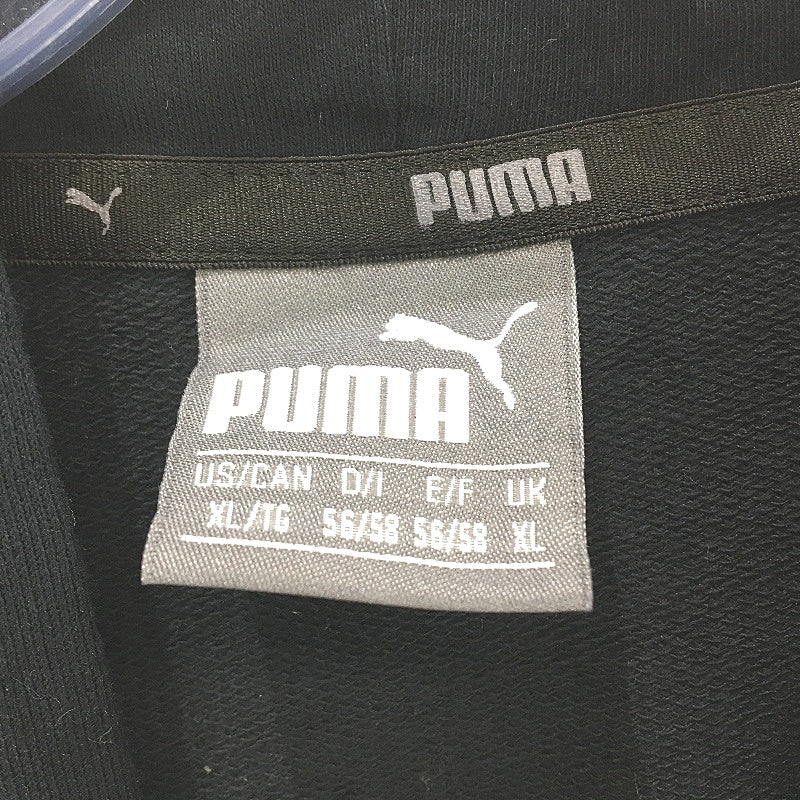 PUMA
PUMA
US/CAN D/I E/F UK
XL/TG 56/58 56/58 XL